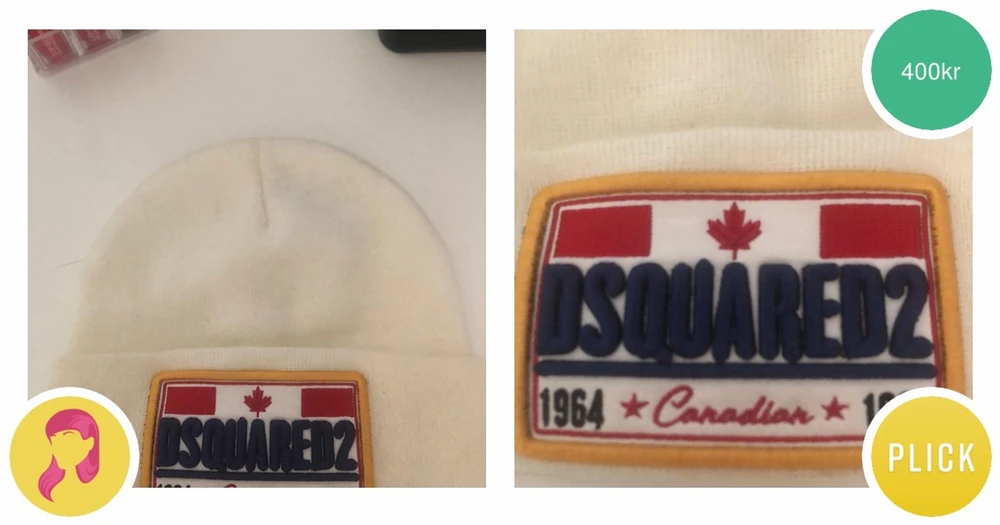 DSQUARED2
400kr
DSQUARED2
1964 ★ Canadian ★
PLICK